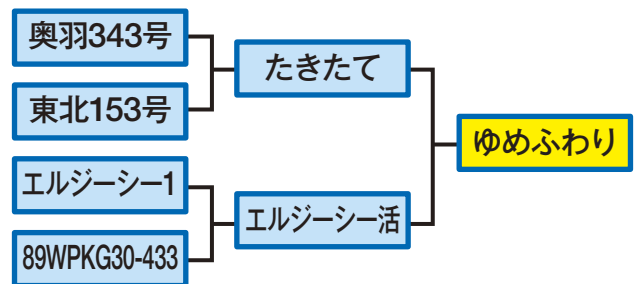 奥羽343号
東北153号
たきたて
エルジーシー1
89WPKG30-433
エルジーシー活
ゆめふわり